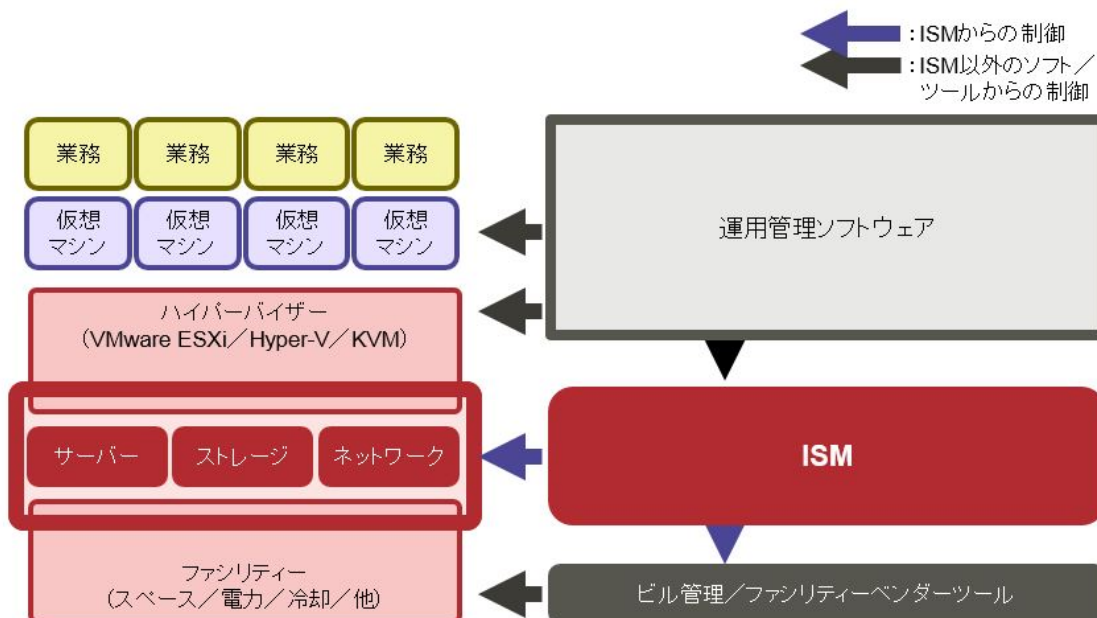 ：ISMからの制御
：ISM以外のソフト／
ツールからの制御
業務
業務
業務
業務
仮想
マシン
仮想
マシン
仮想
マシン
仮想
マシン
運用管理ソフトウェア
ハイパーバイザー
（VMware ESXi／Hyper-V／KVM）
サーバー
ストレージ
ネットワーク
ISM
ファシリティー
（スペース／電力／冷却／他）
ビル管理／ファシリティーベンダーツール